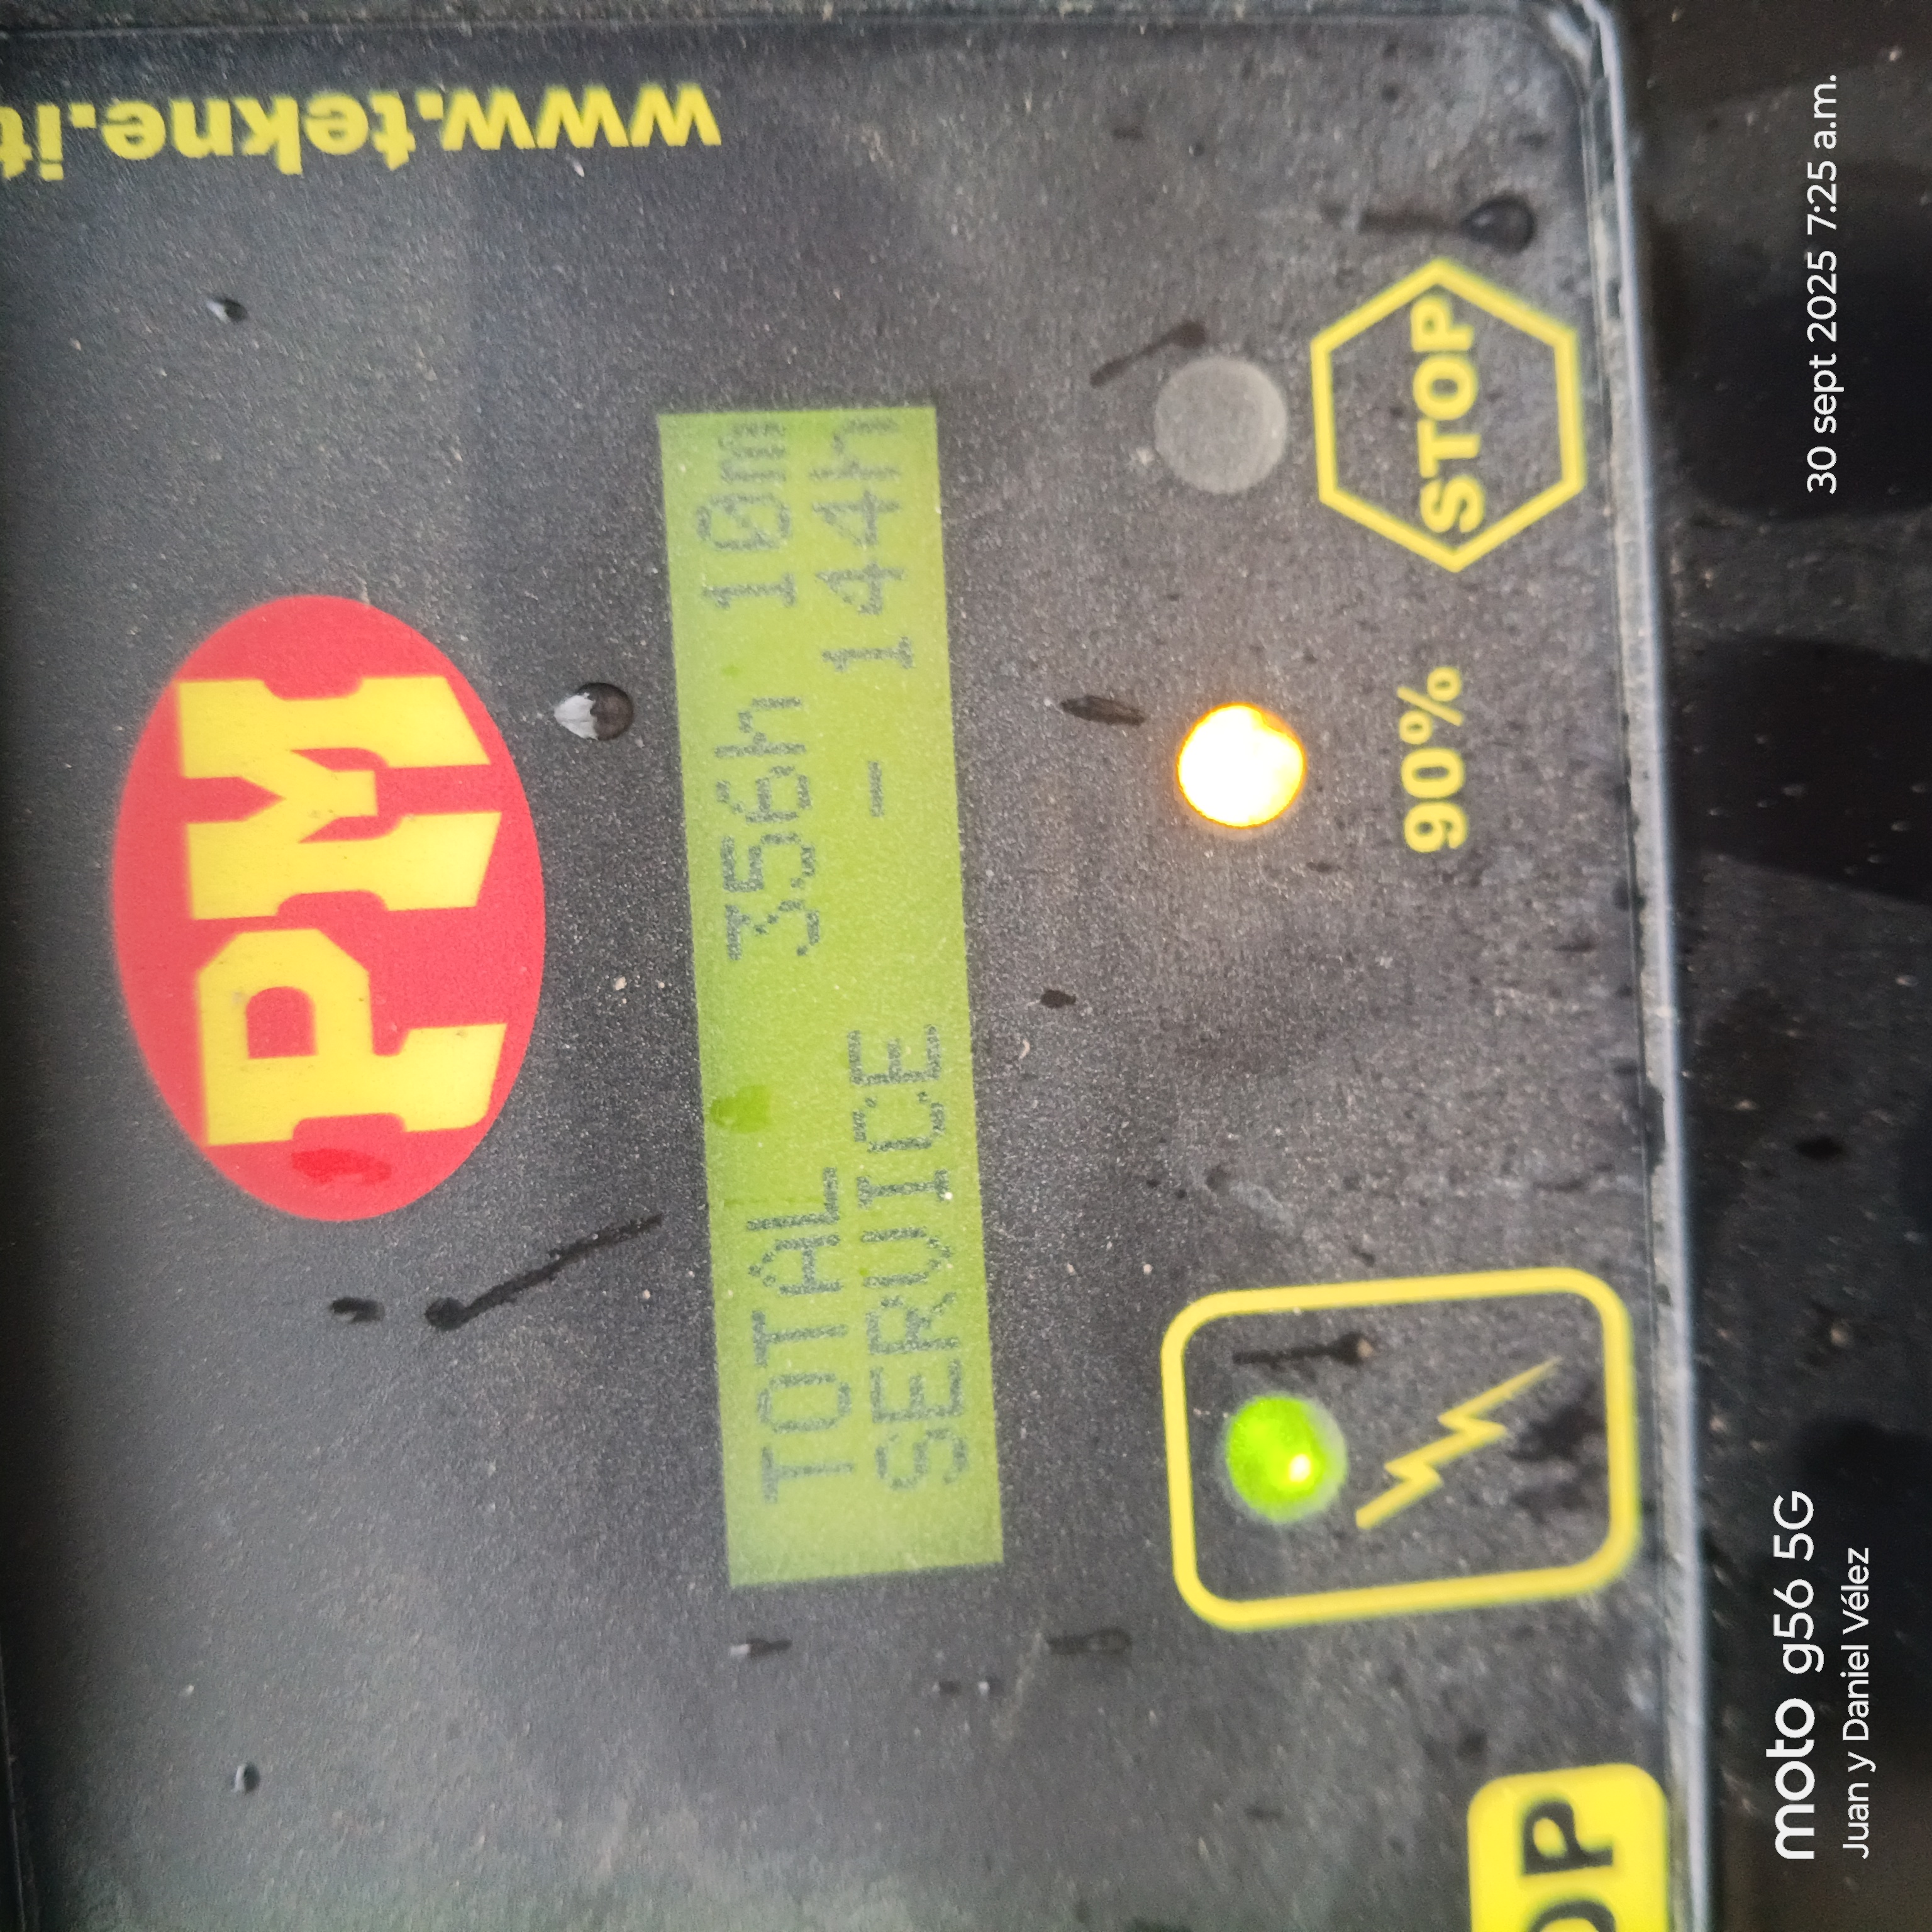 www.tekne.it
PM
TOTAL 356h 10m
SERVICE - 144h
90%
STOP
OP
moto g56 5G
Juan y Daniel Vélez
30 sept 2025 7:25 a.m.